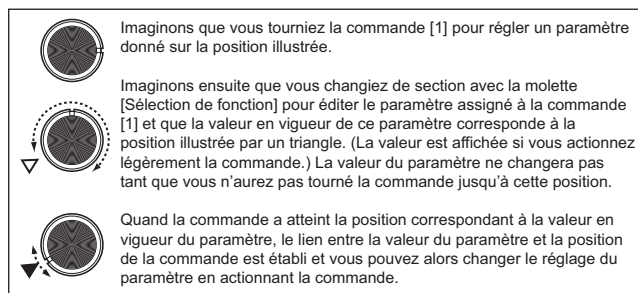 Imaginons que vous tourniez la commande [1] pour régler un paramètre
donné sur la position illustrée.
Imaginons ensuite que vous changiez de section avec la molette
[Sélection de fonction] pour éditer le paramètre assigné à la commande
[1] et que la valeur en vigueur de ce paramètre corresponde à la
position illustrée par un triangle. (La valeur est affichée si vous actionnez
légèrement la commande.) La valeur du paramètre ne changera pas
tant que vous n’aurez pas tourné la commande jusqu’à cette position.
Quand la commande a atteint la position correspondant à la valeur en
vigueur du paramètre, le lien entre la valeur du paramètre et la position
de la commande est établi et vous pouvez alors changer le réglage du
paramètre en actionnant la commande.